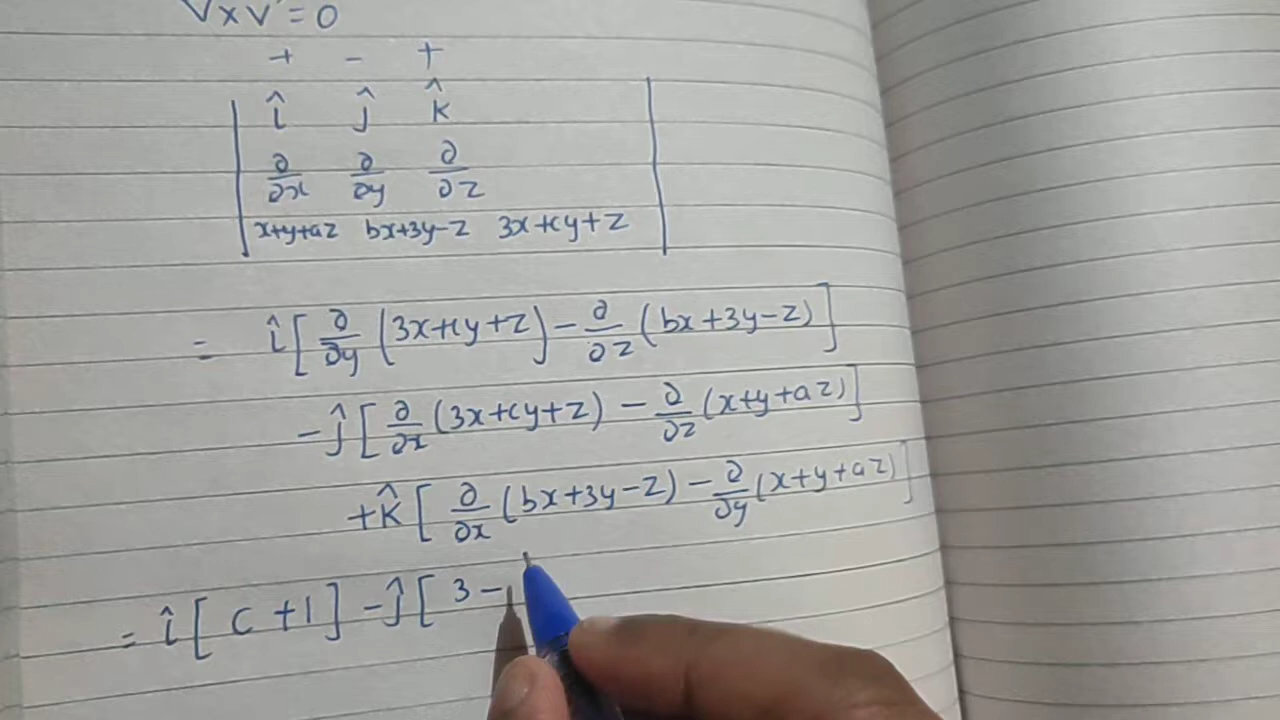 ∇×V = 0
+ - +
î ĵ k̂
∂/∂x ∂/∂y ∂/∂z
x+y+az bx+3y-z 3x+cy+z
= î[∂/∂y(3x+cy+z) - ∂/∂z(bx+3y-z)]
-ĵ[∂/∂x(3x+cy+z) - ∂/∂z(x+y+az)]
+k̂[∂/∂x(bx+3y-z) - ∂/∂y(x+y+az)]
= î[c+1] -ĵ[3-